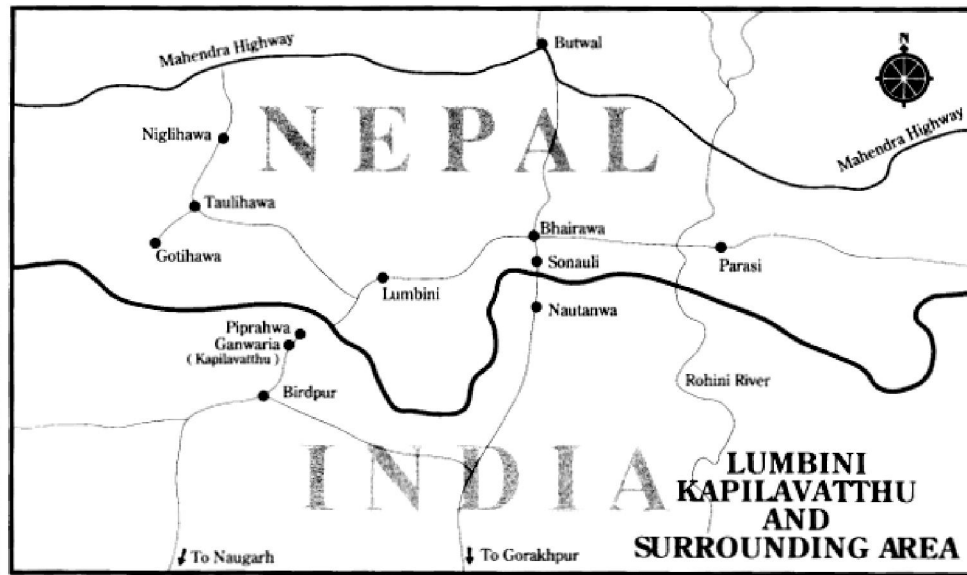 Butwal
Mahendra Highway
N
NEPAL
Niglihawa
Mahendra Highway
Taulihawa
Bhairawa
Gotihawa
Sonauli
Parasi
Lumbini
Nautanwa
Piprahwa
Ganwaria
( Kapilavatthu )
Rohini River
Birdpur
INDIA
LUMBINI
KAPILAVATTHU
AND
SURROUNDING AREA
To Naugarh
To Gorakhpur